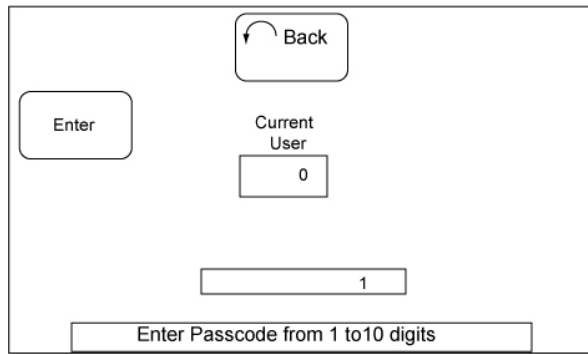 Back
Enter
Current
User
0
1
Enter Passcode from 1 to10 digits